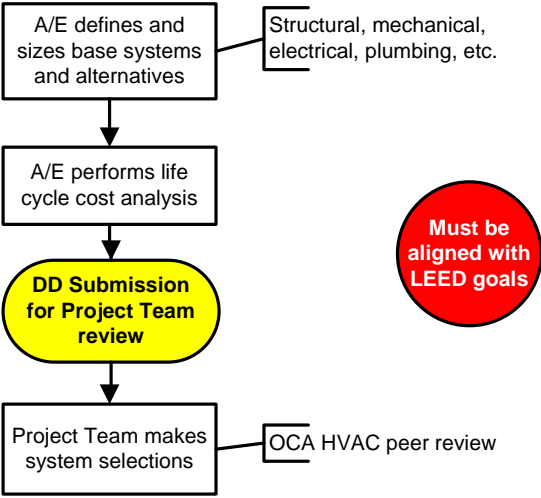 A/E defines and
sizes base systems
and alternatives
Structural, mechanical,
electrical, plumbing, etc.
A/E performs life
cycle cost analysis
Must be
aligned with
LEED goals
DD Submission
for Project Team
review
Project Team makes
system selections
OCA HVAC peer review